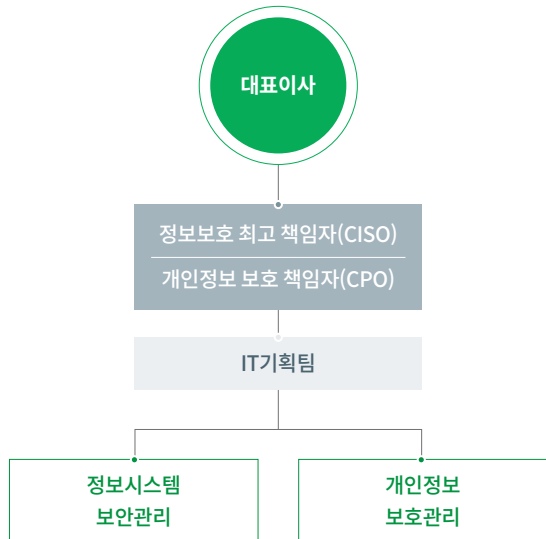 대표이사
정보보호 최고 책임자(CISO)
개인정보 보호 책임자(CPO)
IT기획팀
정보시스템
보안관리
개인정보
보호관리